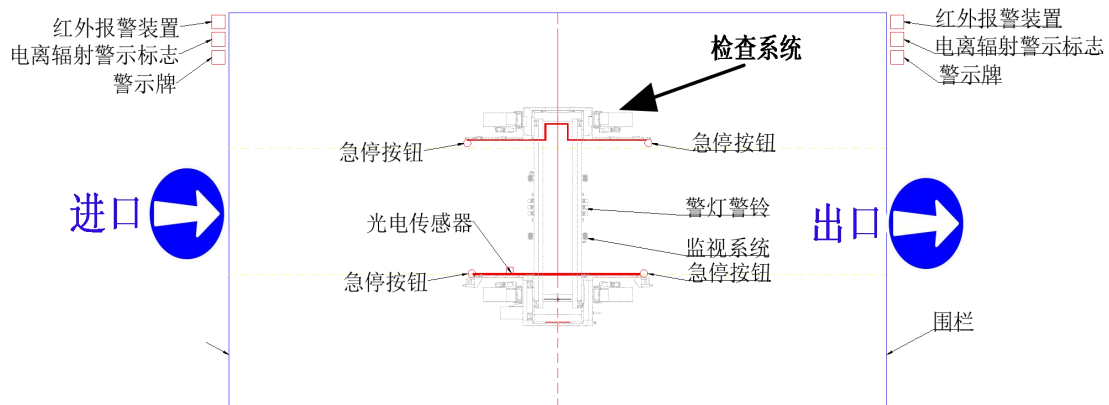 红外报警装置
电离辐射警示标志
警示牌
红外报警装置
电离辐射警示标志
警示牌
检查系统
急停按钮
急停按钮
进口
光电传感器
警灯警铃
监视系统
出口
急停按钮
急停按钮
围栏